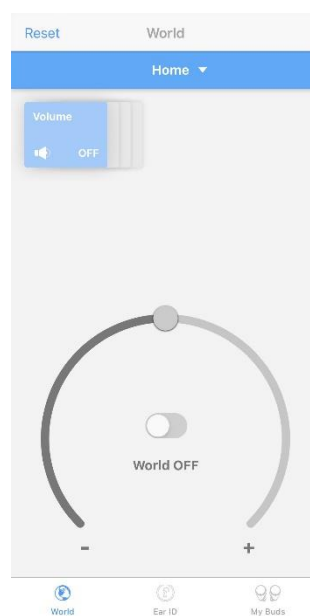 Reset World
Home
Volume
OFF
World OFF
- +
World Ear ID My Buds